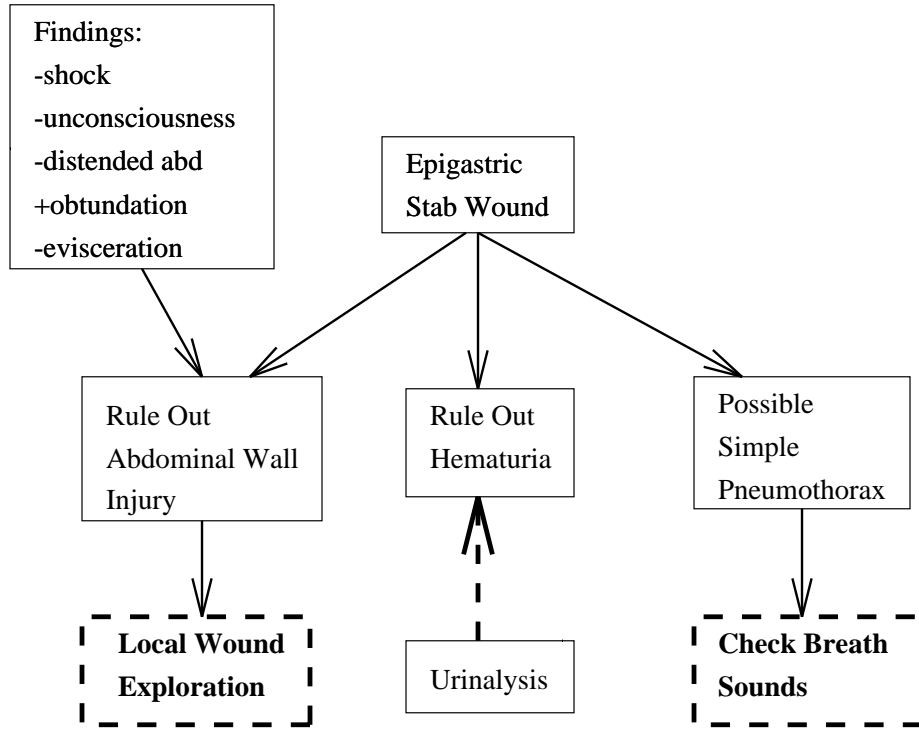 Findings:
-shock
-unconsciousness
-distended abd
+obtundation
-evisceration
Epigastric
Stab Wound
Rule Out
Abdominal Wall
Injury
Rule Out
Hematuria
Possible
Simple
Pneumothorax
Local Wound
Exploration
Urinalysis
Check Breath
Sounds